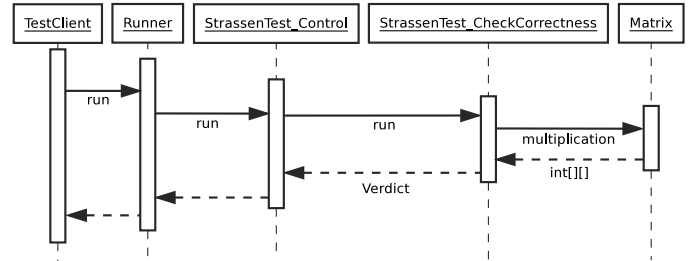 TestClient
Runner
StrassenTest_Control
StrassenTest_CheckCorrectness
Matrix
run
run
run
multiplication
int[][]
Verdict